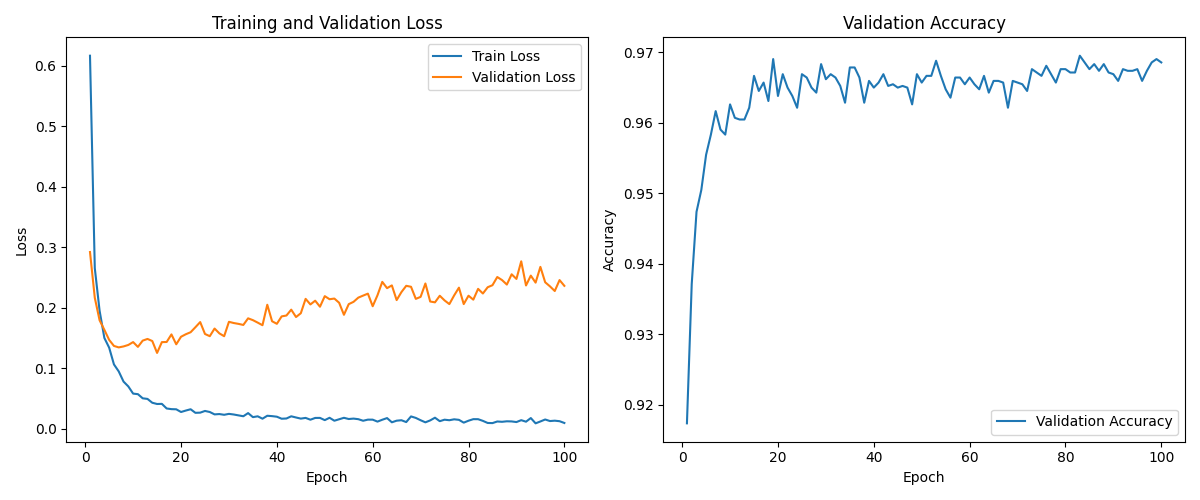 Training and Validation Loss
Train Loss
Validation Loss
0.6
0.5
0.4
0.3
0.2
0.1
0.0
Loss
0
20
40
60
80
100
Epoch
Validation Accuracy
0.97
0.96
0.95
0.94
0.93
0.92
Accuracy
Validation Accuracy
0
20
40
60
80
100
Epoch